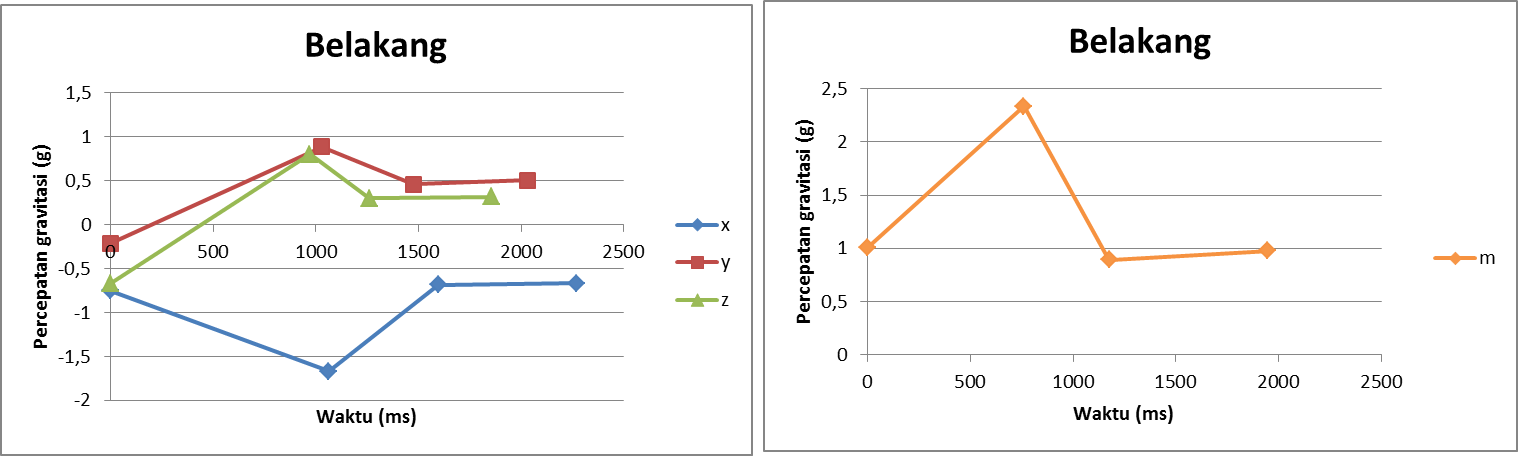 Belakang
Percepatan gravitasi (g)
1,5
1
0,5
0
-0,5
-1
-1,5
-2
0 500 1000 1500 2000 2500
Waktu (ms)
x
y
z
Belakang
Percepatan gravitasi (g)
2,5
2
1,5
1
0,5
0
0 500 1000 1500 2000 2500
Waktu (ms)
m